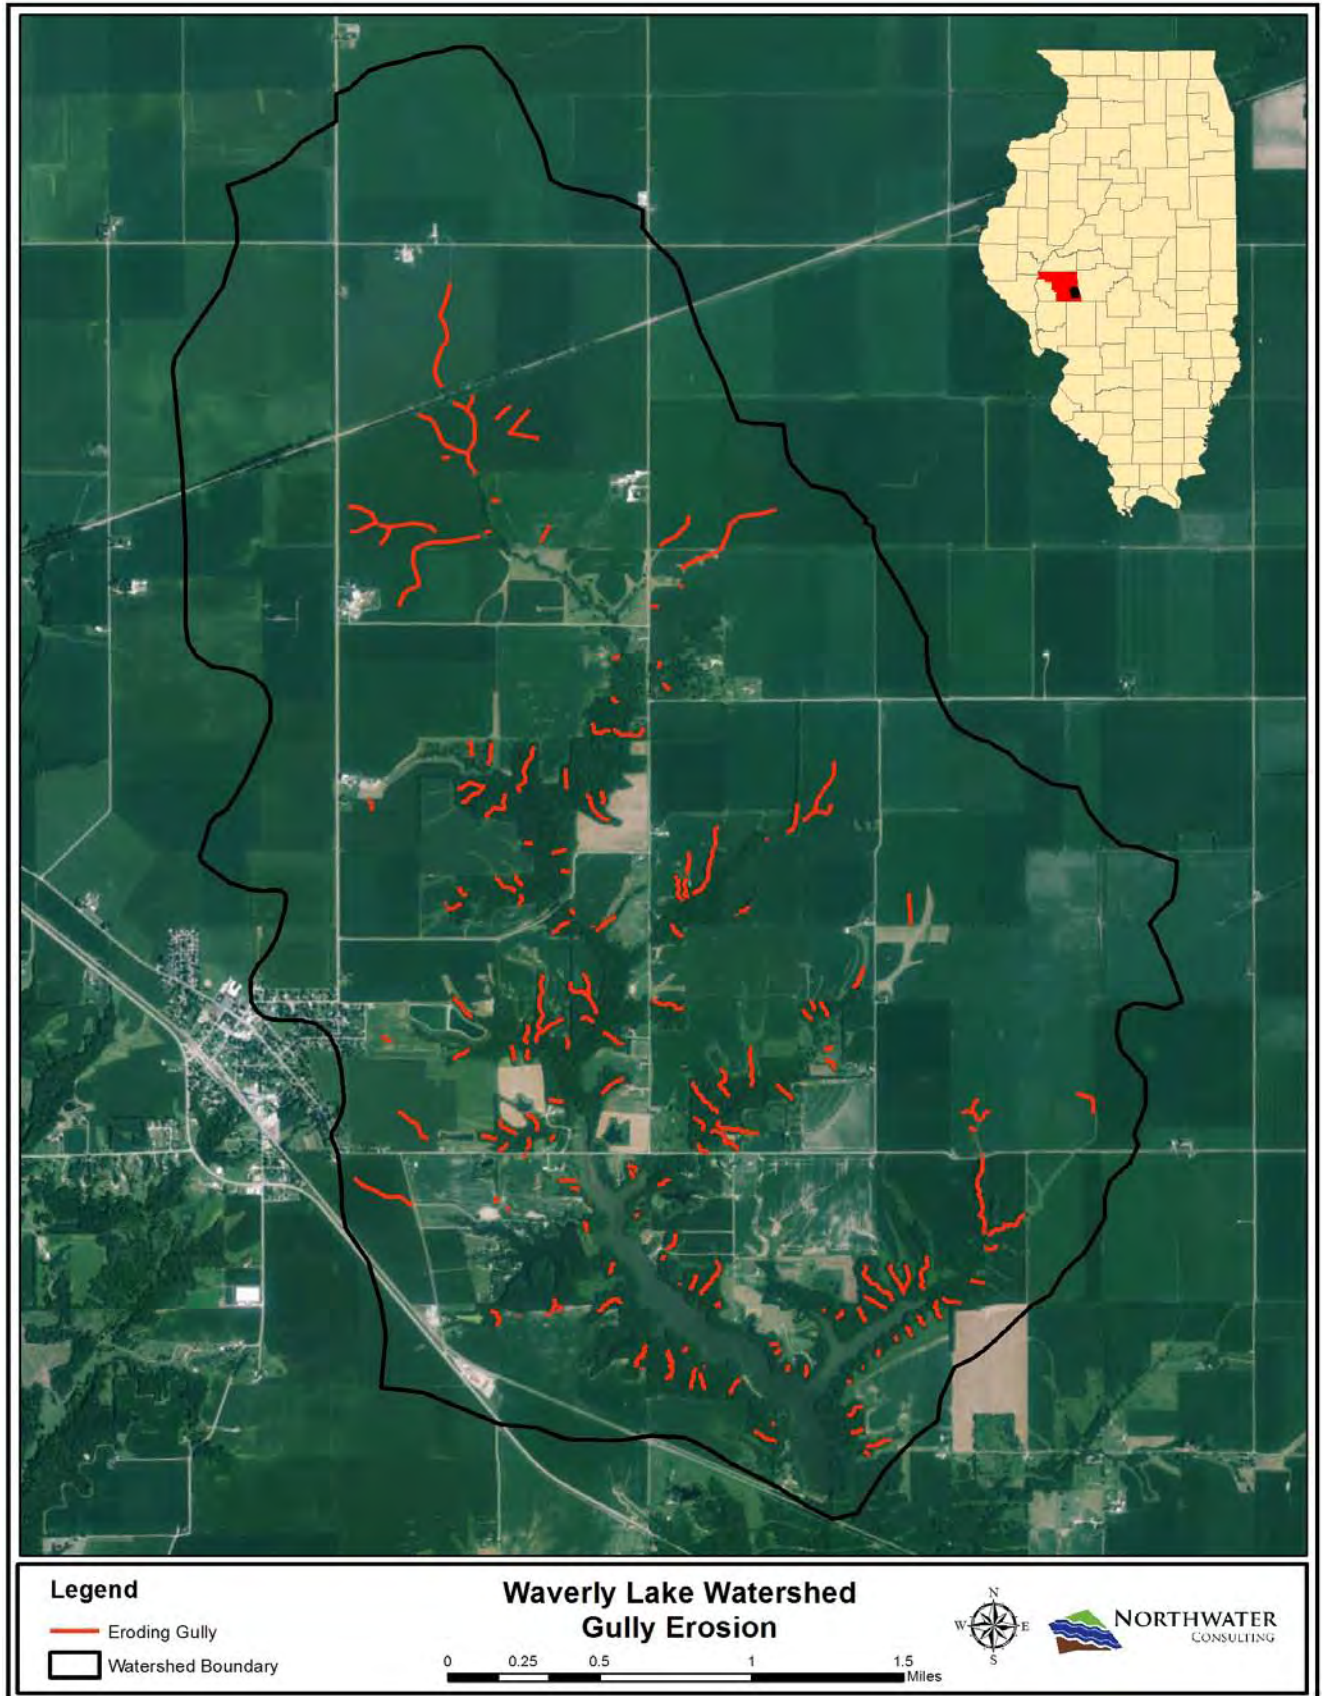 Legend
Eroding Gully
Watershed Boundary
Waverly Lake Watershed
Gully Erosion
0 0.25 0.5 1 1.5
Miles
N
W E
S
NORTHWATER
CONSULTING